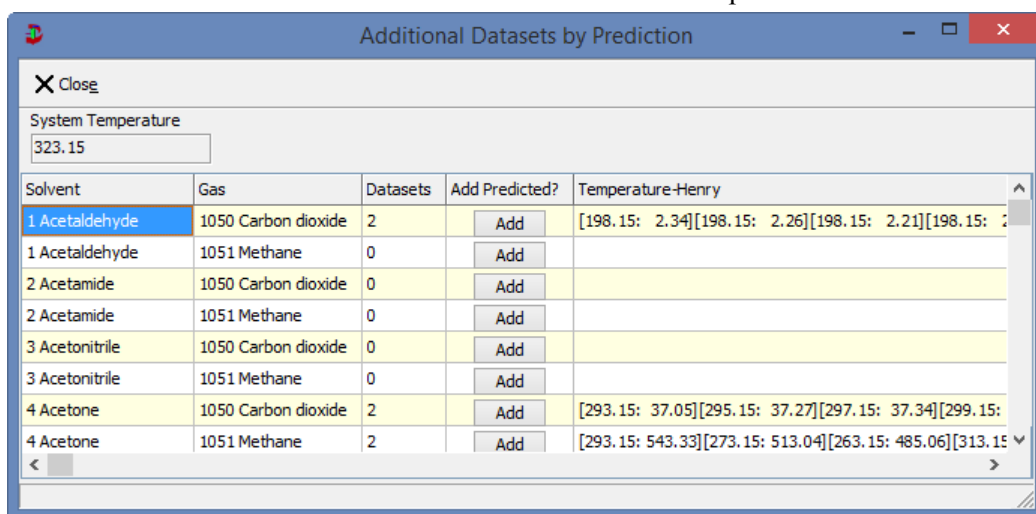 Additional Datasets by Prediction
Close
System Temperature
323.15
Solvent Gas Datasets Add Predicted? Temperature-Henry
1 Acetaldehyde 1050 Carbon dioxide 2 Add [198.15: 2.34][198.15: 2.26][198.15: 2.21][198.15:
1 Acetaldehyde 1051 Methane 0 Add
2 Acetamide 1050 Carbon dioxide 0 Add
2 Acetamide 1051 Methane 0 Add
3 Acetonitrile 1050 Carbon dioxide 0 Add
3 Acetonitrile 1051 Methane 0 Add
4 Acetone 1050 Carbon dioxide 2 Add [293.15: 37.05][295.15: 37.27][297.15: 37.34][299.15:
4 Acetone 1051 Methane 2 Add [293.15: 543.33][273.15: 513.04][263.15: 485.06][313.15